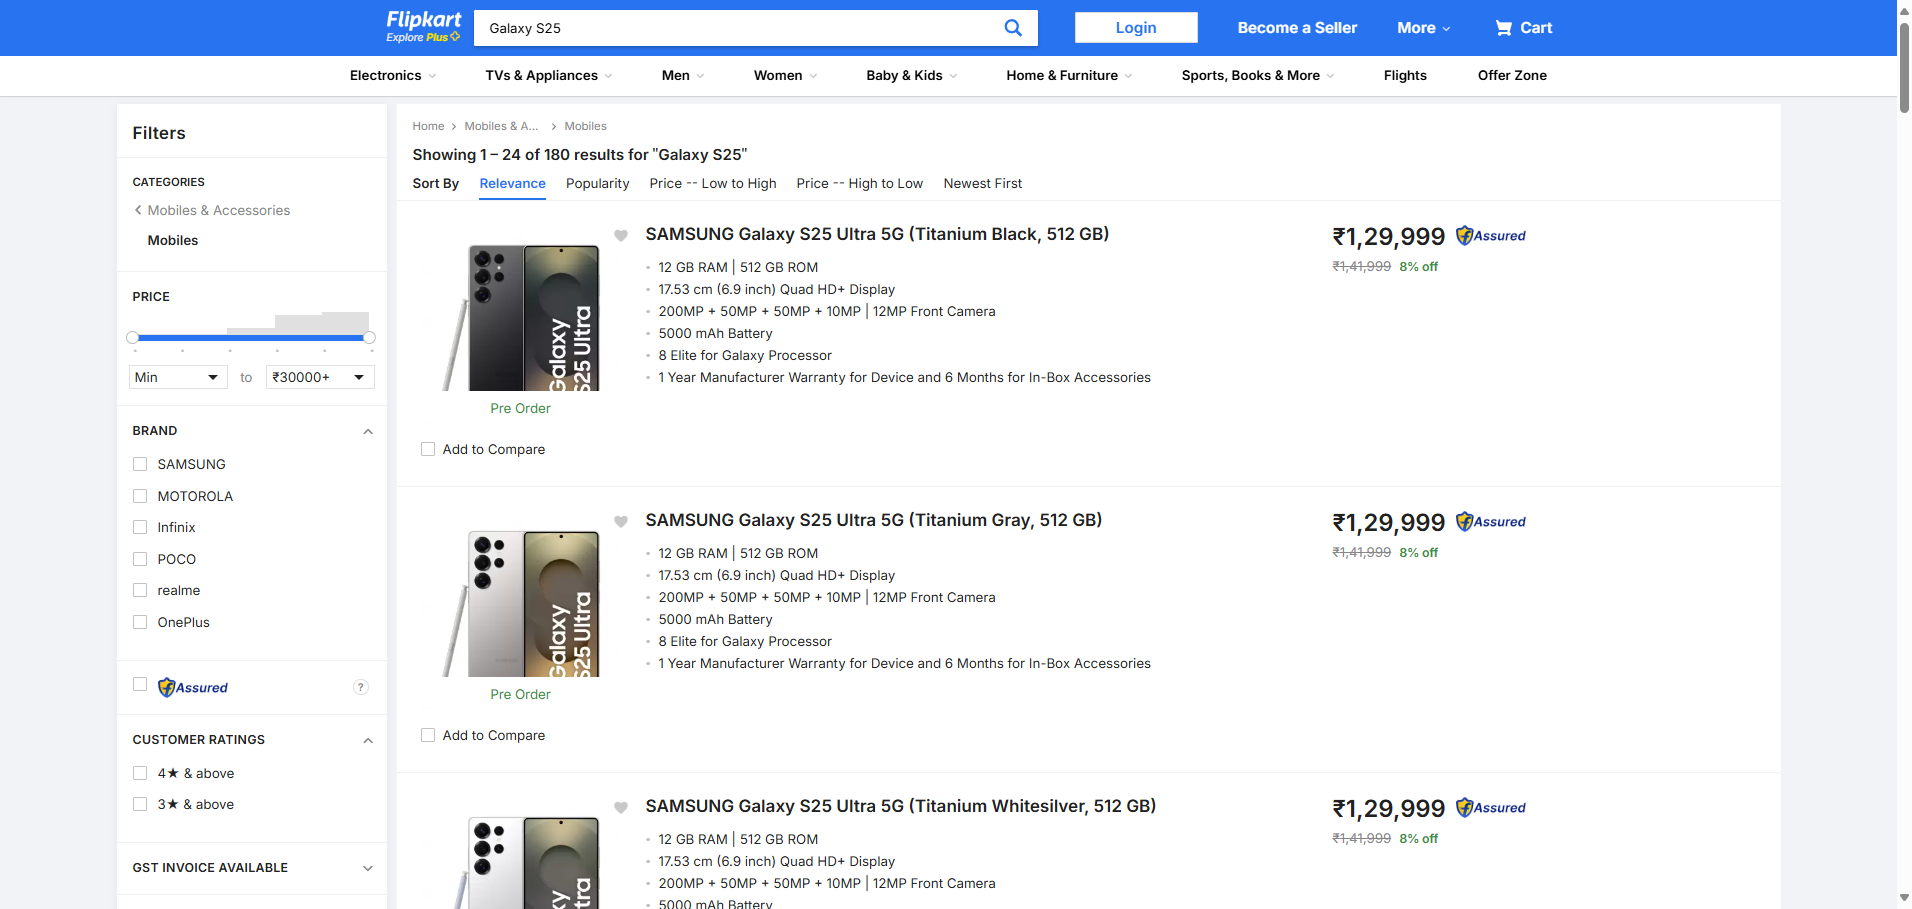 Flipkart
Explore Plus
Galaxy S25
Login
Become a Seller
More
Cart
Electronics
TVs & Appliances
Men
Women
Baby & Kids
Home & Furniture
Sports, Books & More
Flights
Offer Zone
Filters
CATEGORIES
Mobiles & Accessories
Mobiles
PRICE
Min
to
₹30000+
BRAND
SAMSUNG
MOTOROLA
Infinix
POCO
realme
OnePlus
Assured
?
CUSTOMER RATINGS
4★ & above
3★ & above
GST INVOICE AVAILABLE
Home
Mobiles & A...
Mobiles
Showing 1 – 24 of 180 results for "Galaxy S25"
Sort By
Relevance
Popularity
Price -- Low to High
Price -- High to Low
Newest First
Galaxy
S25 Ultra
Pre Order
Add to Compare
SAMSUNG Galaxy S25 Ultra 5G (Titanium Black, 512 GB)
12 GB RAM | 512 GB ROM
17.53 cm (6.9 inch) Quad HD+ Display
200MP + 50MP + 50MP + 10MP | 12MP Front Camera
5000 mAh Battery
8 Elite for Galaxy Processor
1 Year Manufacturer Warranty for Device and 6 Months for In-Box Accessories
₹1,29,999
Assured
₹1,41,999 8% off
Galaxy
S25 Ultra
Pre Order
Add to Compare
SAMSUNG Galaxy S25 Ultra 5G (Titanium Gray, 512 GB)
12 GB RAM | 512 GB ROM
17.53 cm (6.9 inch) Quad HD+ Display
200MP + 50MP + 50MP + 10MP | 12MP Front Camera
5000 mAh Battery
8 Elite for Galaxy Processor
1 Year Manufacturer Warranty for Device and 6 Months for In-Box Accessories
₹1,29,999
Assured
₹1,41,999 8% off
SAMSUNG Galaxy S25 Ultra 5G (Titanium Whitesilver, 512 GB)
12 GB RAM | 512 GB ROM
17.53 cm (6.9 inch) Quad HD+ Display
200MP + 50MP + 50MP + 10MP | 12MP Front Camera
5000 mAh Battery
₹1,29,999
Assured
₹1,41,999 8% off